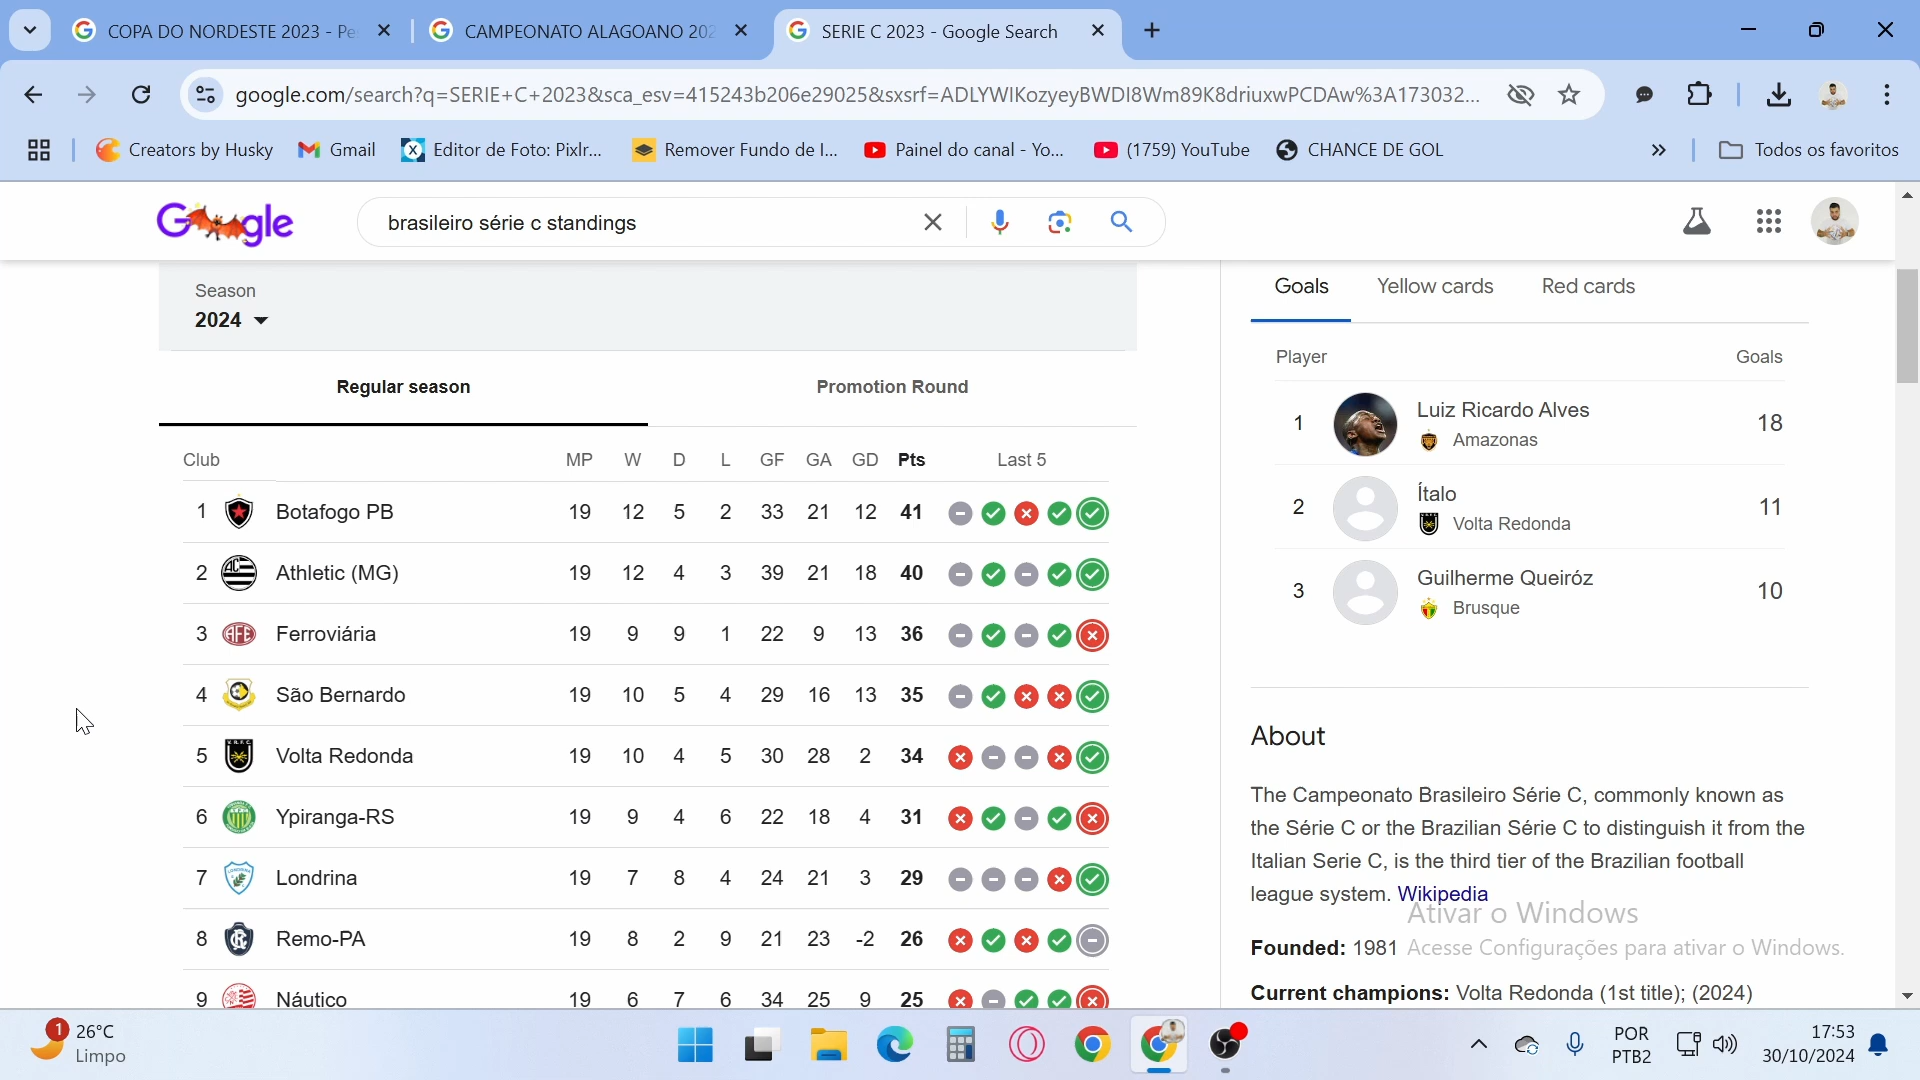 COPA DO NORDESTE 2023 - Pe
CAMPEONATO ALAGOANO 202
SERIE C 2023 - Google Search
google.com/search?q=SERIE+C+2023&sca_esv=415243b206e29025&sxsrf=ADLYWIKozyeyBWDI8Wm89K8driuxwPCDAw%3A173032...
Creators by Husky
Gmail
Editor de Foto: Pixlr...
Remover Fundo de I...
Painel do canal - Yo...
(1759) YouTube
CHANCE DE GOL
Todos os favoritos
Google
brasileiro série c standings
Season
2024
Regular season
Promotion Round
Club MP W D L GF GA GD Pts Last 5
1 Botafogo PB 19 12 5 2 33 21 12 41
2 Athletic (MG) 19 12 4 3 39 21 18 40
3 Ferroviária 19 9 9 1 22 9 13 36
4 São Bernardo 19 10 5 4 29 16 13 35
5 Volta Redonda 19 10 4 5 30 28 2 34
6 Ypiranga-RS 19 9 4 6 22 18 4 31
7 Londrina 19 7 8 4 24 21 3 29
8 Remo-PA 19 8 2 9 21 23 -2 26
9 Náutico 19 6 7 6 34 25 9 25
Goals
Yellow cards
Red cards
Player Goals
1 Luiz Ricardo Alves 18
Amazonas
2 Ítalo 11
Volta Redonda
3 Guilherme Queiróz 10
Brusque
About
The Campeonato Brasileiro Série C, commonly known as
the Série C or the Brazilian Série C to distinguish it from the
Italian Serie C, is the third tier of the Brazilian football
league system. Wikipedia
Founded: 1981
Current champions: Volta Redonda (1st title); (2024)
Ativar o Windows
Acesse Configurações para ativar o Windows.
1
26°C
Limpo
POR
PTB2
17:53
30/10/2024